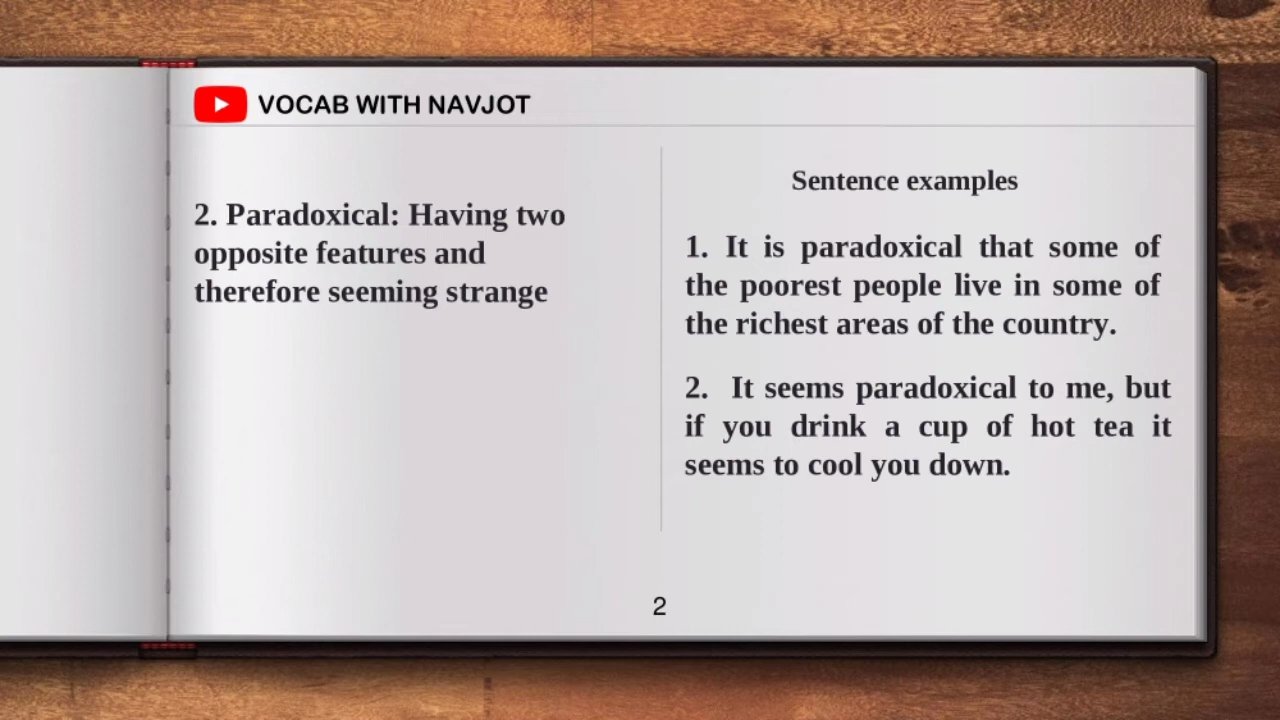 VOCAB WITH NAVJOT
2. Paradoxical: Having two
opposite features and
therefore seeming strange
Sentence examples
1. It is paradoxical that some of
the poorest people live in some of
the richest areas of the country.
2. It seems paradoxical to me, but
if you drink a cup of hot tea it
seems to cool you down.
2